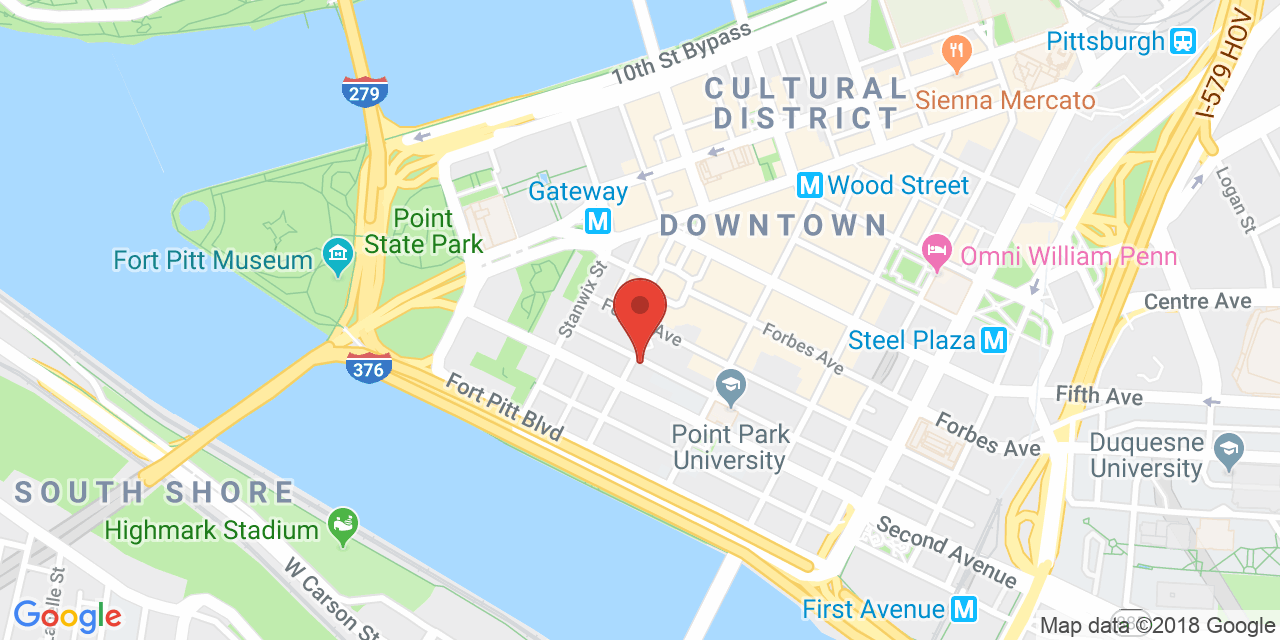 10th St Bypass
Pittsburgh
I-579 HOV
279
CULTURAL
DISTRICT
Sienna Mercato
Gateway
M
M
Wood Street
Logan St
Point
State Park
DOWNTOWN
Fort Pitt Museum
Omni William Penn
Stanwix St
Centre Ave
Forbes Ave
Steel Plaza
M
376
Fort Pitt Blvd
Fifth Ave
Forbes Ave
Point Park
University
Duquesne
University
SOUTH SHORE
Highmark Stadium
Second Avenue
W Carson St
First Avenue
M
Google
Map data ©2018 Google